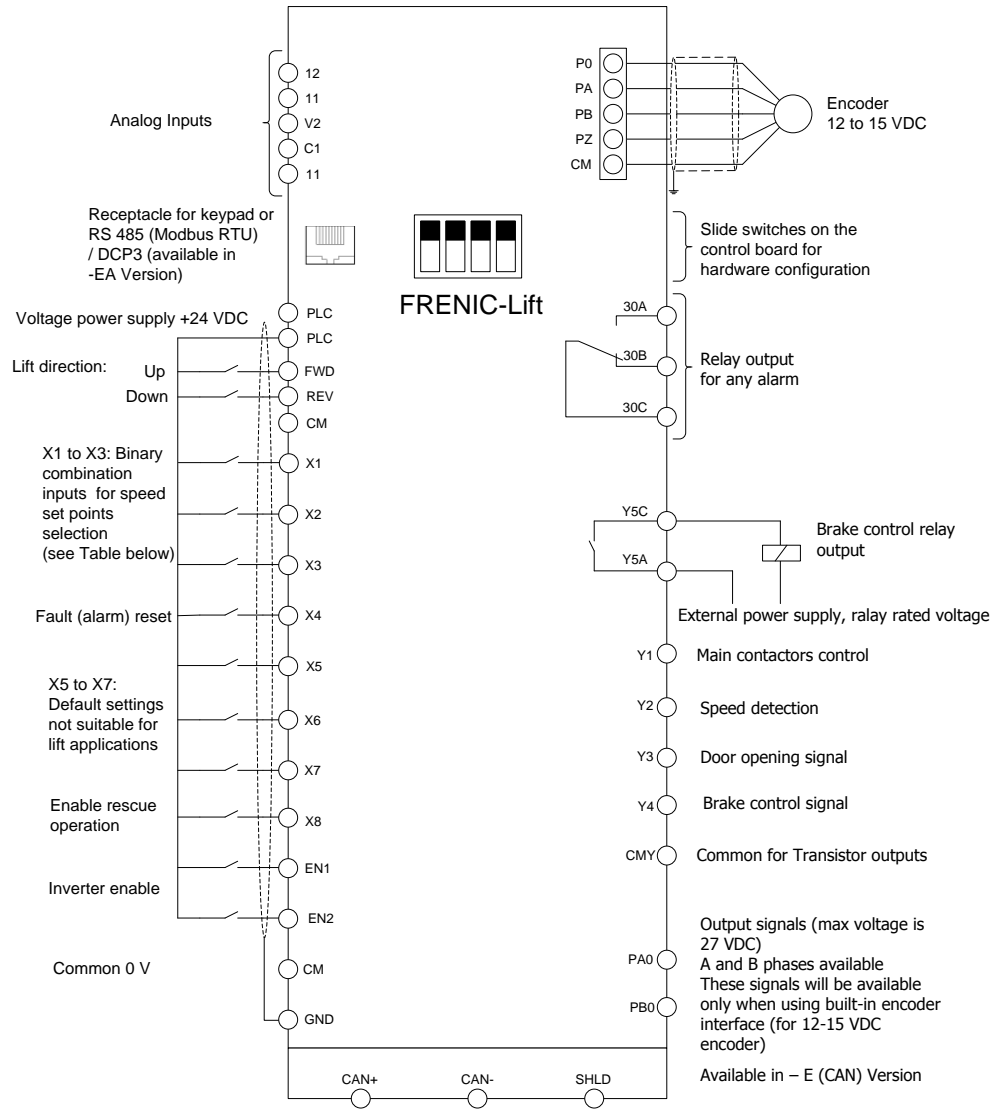 Analog Inputs
12
11
V2
C1
11
P0
PA
PB
PZ
CM
Encoder
12 to 15 VDC
Receptacle for keypad or
RS 485 (Modbus RTU)
/ DCP3 (available in
-EA Version)
FRENIC-Lift
Slide switches on the
control board for
hardware configuration
Voltage power supply +24 VDC
PLC
PLC
Lift direction:
Up
FWD
Down
REV
CM
30A
30B
30C
Relay output
for any alarm
X1 to X3: Binary
combination
inputs for speed
set points
selection
(see Table below)
X1
X2
X3
Fault (alarm) reset
X4
X5 to X7:
Default settings
not suitable for
lift applications
X5
X6
X7
Enable rescue
operation
X8
Inverter enable
EN1
EN2
Common 0 V
CM
GND
Y5C
Y5A
Brake control relay
output
External power supply, ralay rated voltage
Y1
Main contactors control
Y2
Speed detection
Y3
Door opening signal
Y4
Brake control signal
CMY
Common for Transistor outputs
PA0
PB0
Output signals (max voltage is
27 VDC)
A and B phases available
These signals will be available
only when using built-in encoder
interface (for 12-15 VDC
encoder)
CAN+
CAN-
SHLD
Available in – E (CAN) Version